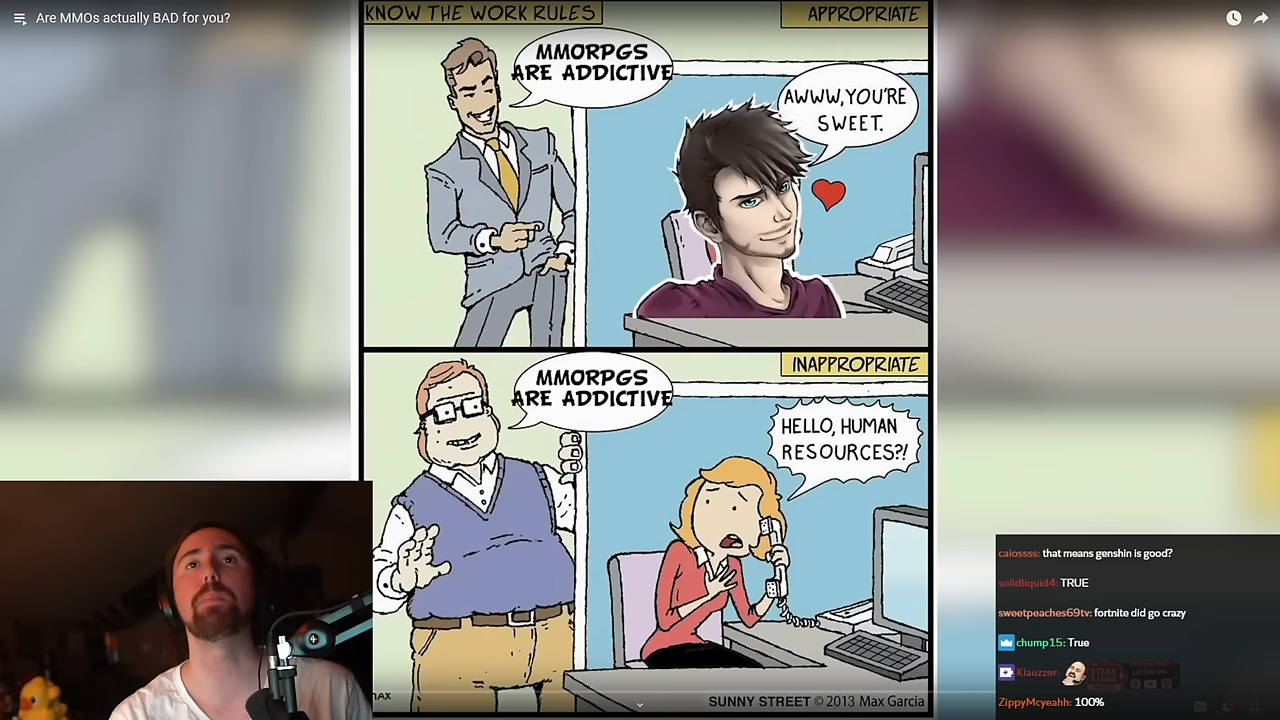 Are MMOs actually BAD for you?
KNOW THE WORK RULES
APPROPRIATE
MMORPGS
ARE ADDICTIVE
AWWW, YOU'RE
SWEET.
INAPPROPRIATE
MMORPGS
ARE ADDICTIVE
HELLO, HUMAN
RESOURCES?!
SUNNY STREET © 2013 Max Garcia
caiossss: that means genshin is good?
solidliquid4: TRUE
sweetpeaches69tv: fortnite did go crazy
chump15: True
Klauzzer:
ZippyMcyeahh: 100%